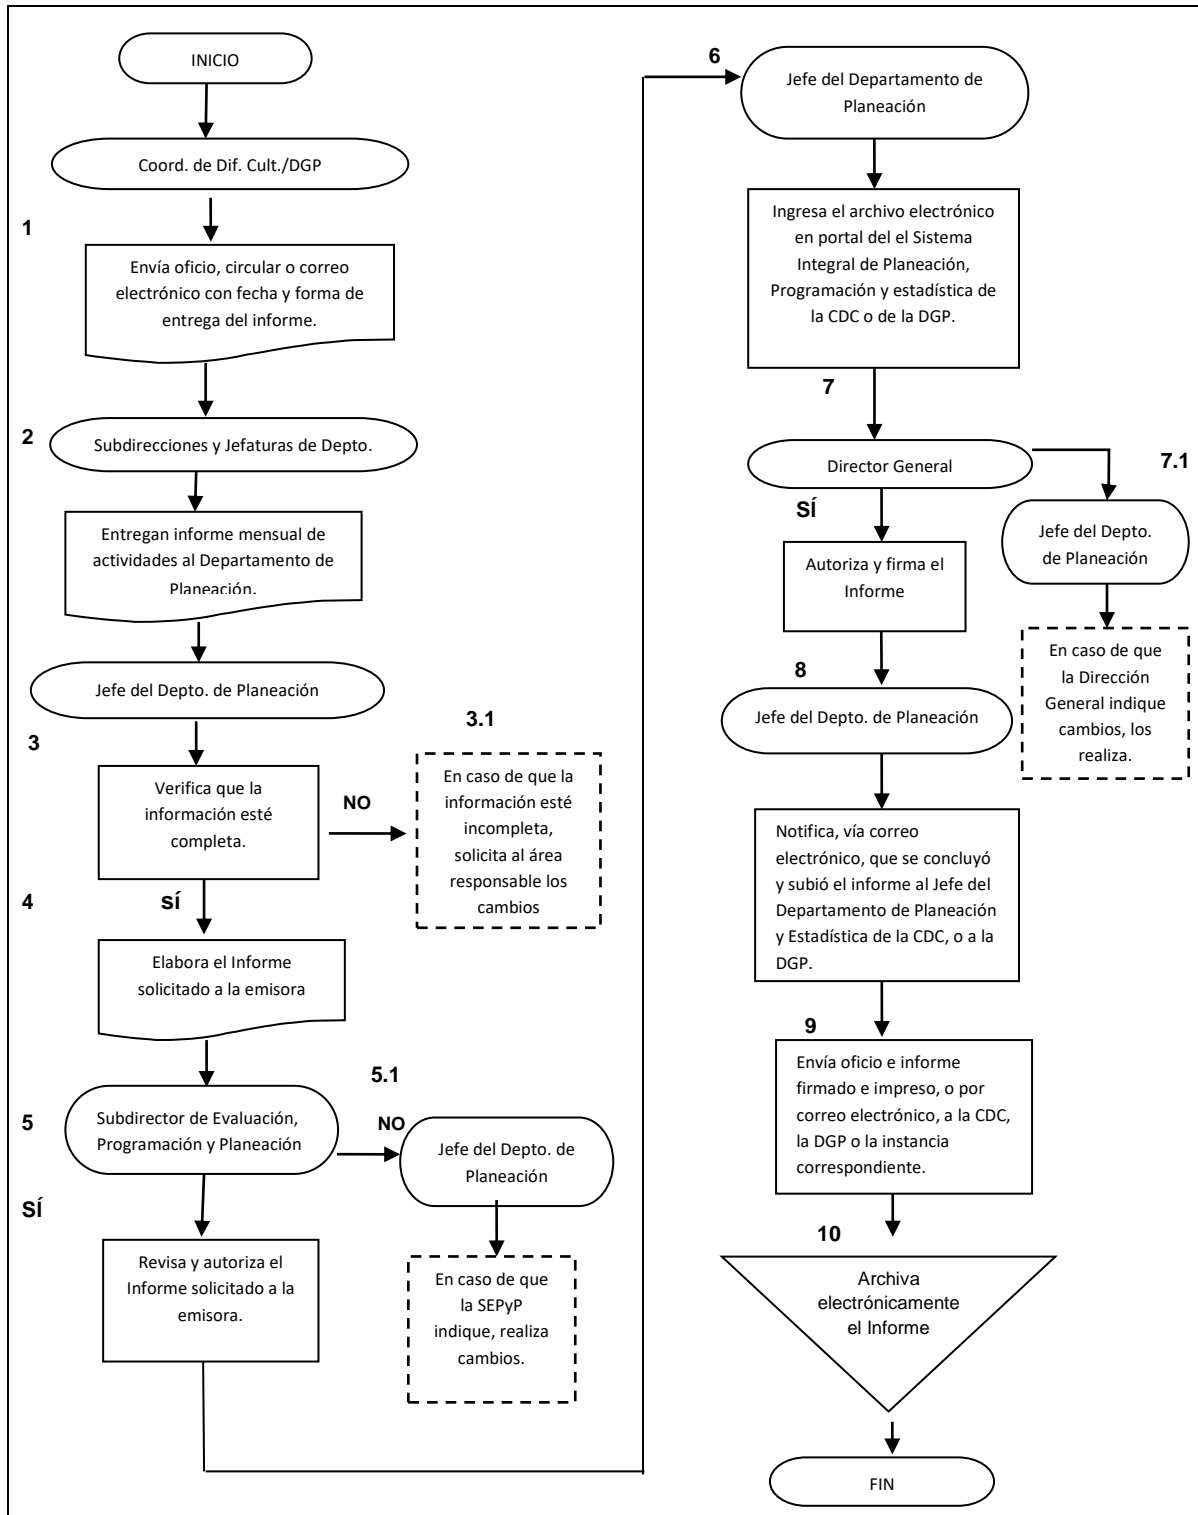 INICIO
Coord. de Dif. Cult./DGP
1
Envía oficio, circular o correo
electrónico con fecha y forma de
entrega del informe.
2
Subdirecciones y Jefaturas de Depto.
Entregan informe mensual de
actividades al Departamento de
Planeación.
Jefe del Depto. de Planeación
3
Verifica que la
información esté
completa.
NO
3.1
En caso de que la
información esté
incompleta,
solicita al área
responsable los
cambios
4
SÍ
Elabora el Informe
solicitado a la emisora
5
Subdirector de Evaluación,
Programación y Planeación
NO
5.1
Jefe del Depto. de
Planeación
En caso de que
la SEPyP
indique, realiza
cambios.
SÍ
Revisa y autoriza el
Informe solicitado a la
emisora.
6
Jefe del Departamento de
Planeación
Ingresa el archivo electrónico
en portal del el Sistema
Integral de Planeación,
Programación y estadística de
la CDC o de la DGP.
7
Director General
7.1
Jefe del Depto.
de Planeación
En caso de que
la Dirección
General indique
cambios, los
realiza.
SÍ
Autoriza y firma el
Informe
8
Jefe del Depto. de Planeación
Notifica, vía correo
electrónico, que se concluyó
y subió el informe al Jefe del
Departamento de Planeación
y Estadística de la CDC, o a la
DGP.
9
Envía oficio e informe
firmado e impreso, o por
correo electrónico, a la CDC,
la DGP o la instancia
correspondiente.
10
Archiva
electrónicamente
el Informe
FIN